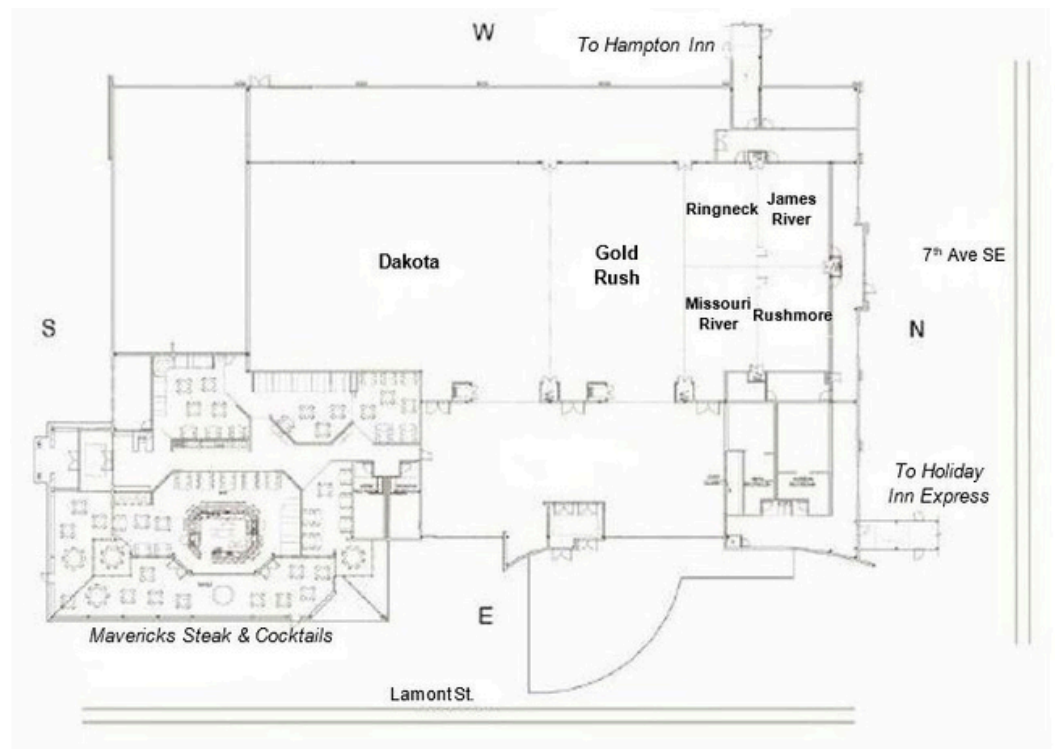 W
To Hampton Inn
Ringneck
James
River
Dakota
Gold
Rush
7th Ave SE
Missouri
River
Rushmore
S
N
To Holiday
Inn Express
E
Mavericks Steak & Cocktails
Lamont St.